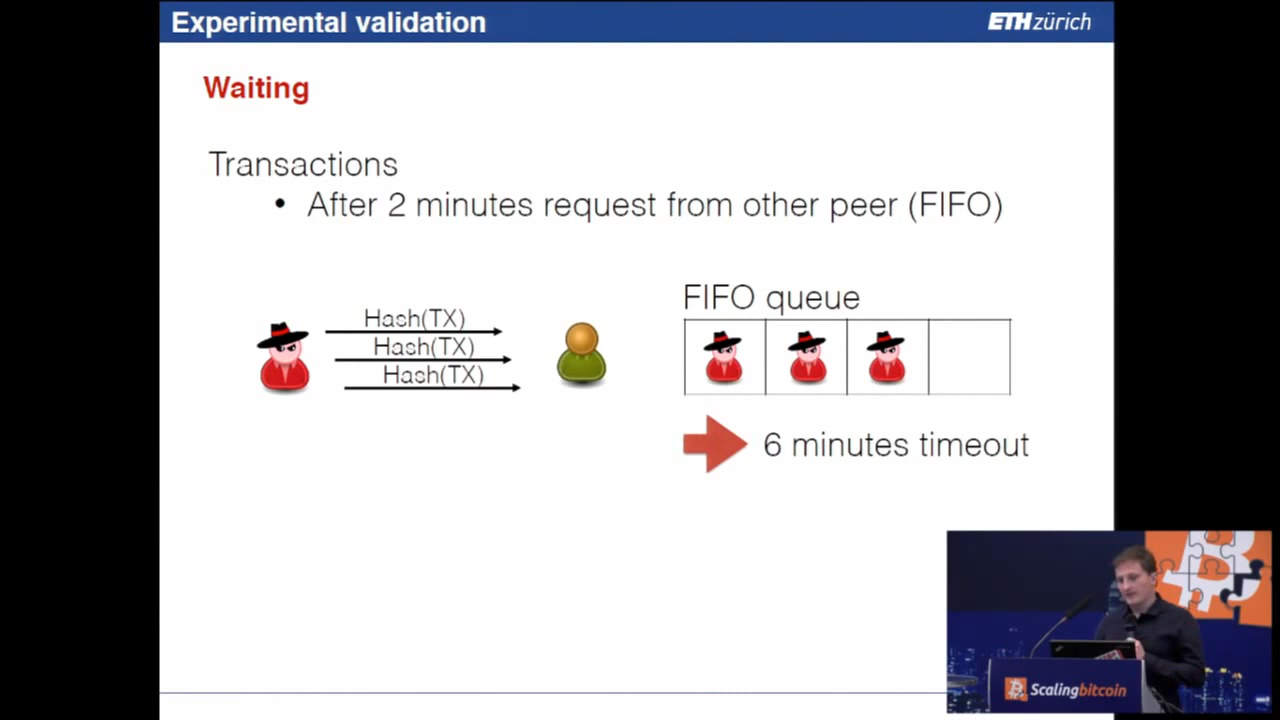 Experimental validation
ETH zürich
Waiting
Transactions
• After 2 minutes request from other peer (FIFO)
Hash(TX)
Hash(TX)
Hash(TX)
FIFO queue
6 minutes timeout
Scalingbitcoin